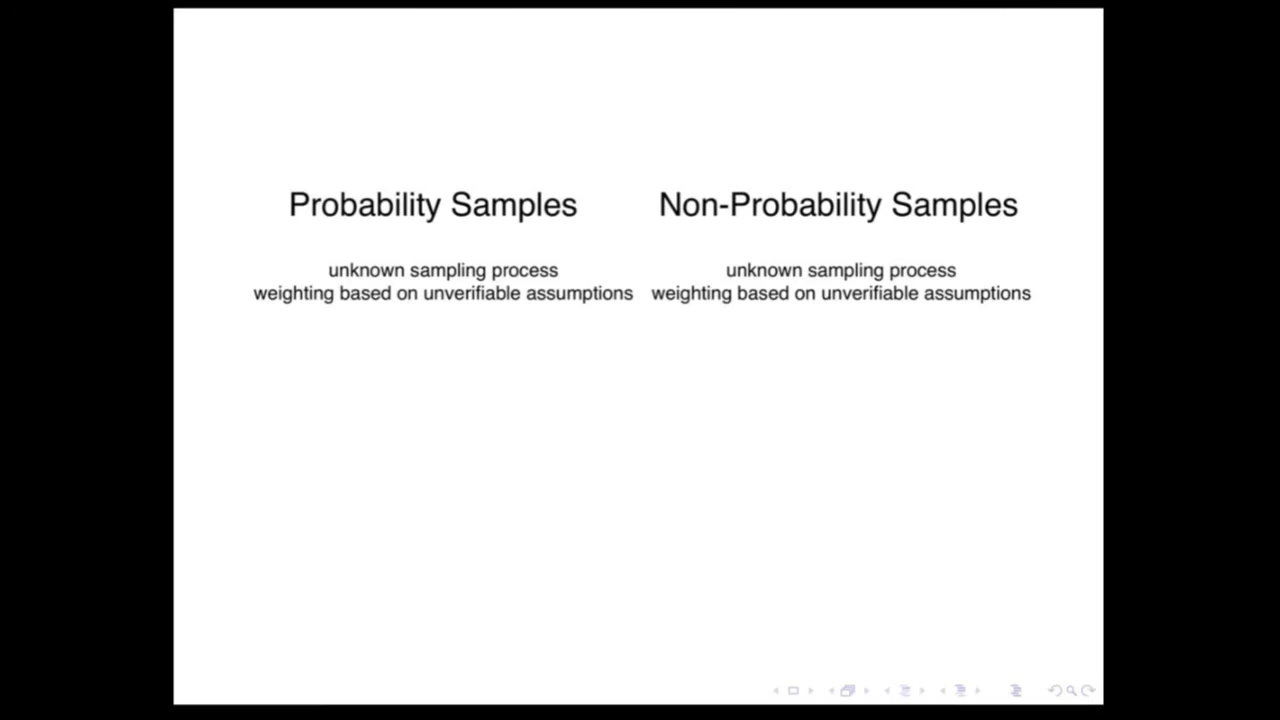 Probability Samples
unknown sampling process
weighting based on unverifiable assumptions
Non-Probability Samples
unknown sampling process
weighting based on unverifiable assumptions